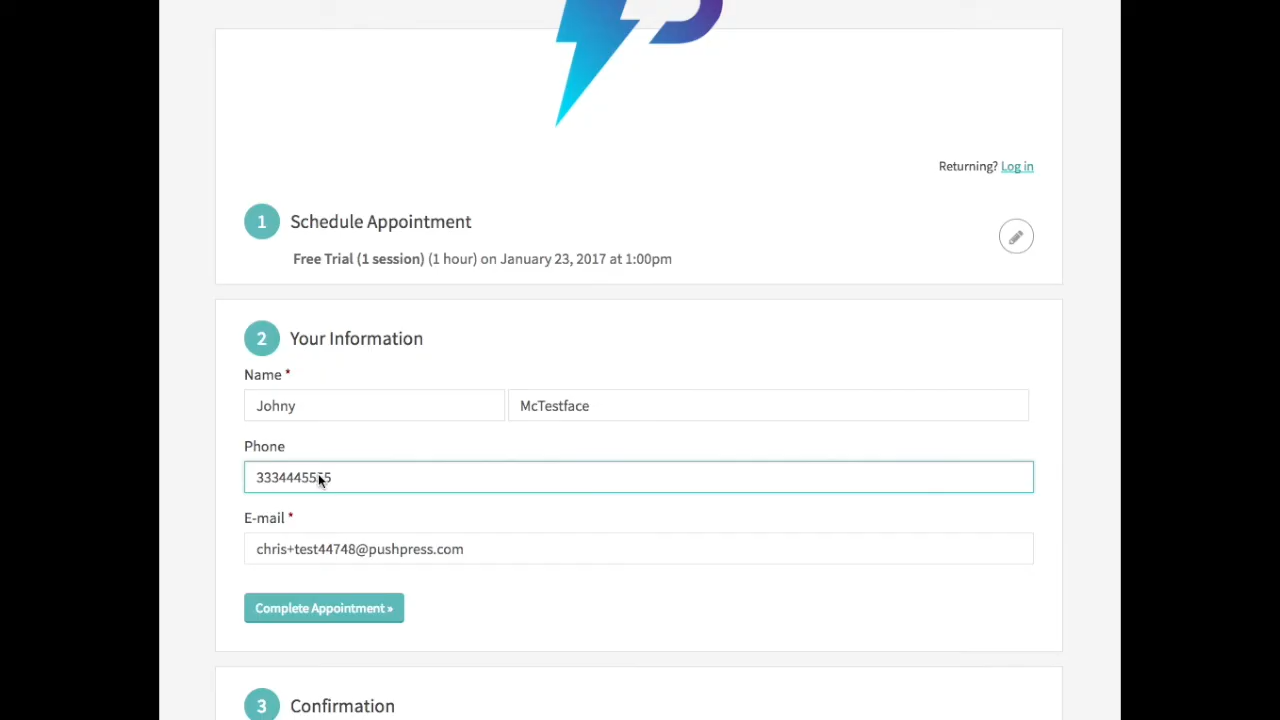 Returning? Log in
1 Schedule Appointment
Free Trial (1 session) (1 hour) on January 23, 2017 at 1:00pm
2 Your Information
Name *
Johny McTestface
Phone
3334445555
E-mail *
chris+test44748@pushpress.com
Complete Appointment »
3 Confirmation